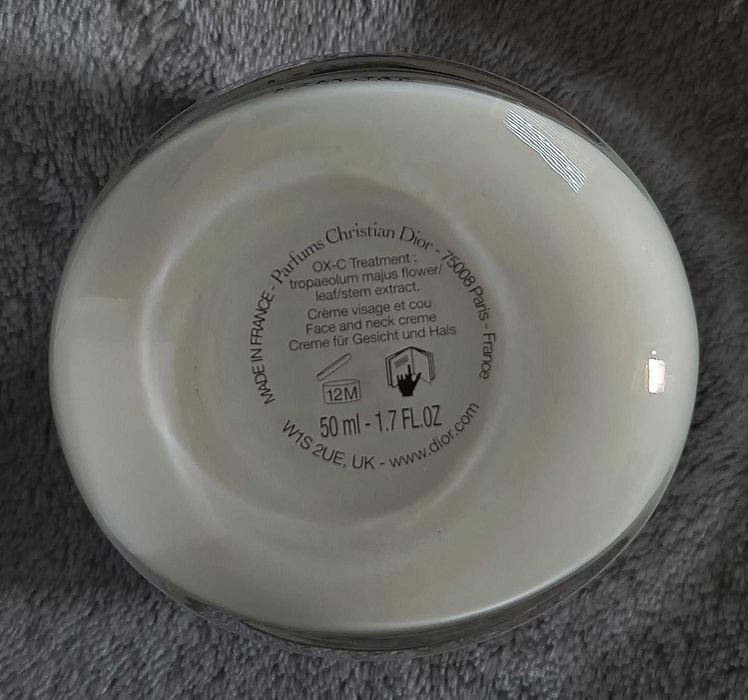 MADE IN FRANCE - Parfums Christian Dior - 75008 Paris - France
OX-C Treatment :
tropaeolum majus flower/
leaf/stem extract.
Crème visage et cou
Face and neck creme
Creme für Gesicht und Hals
12M
50 ml - 1.7 FL.OZ
W1S 2UE, UK - www.dior.com